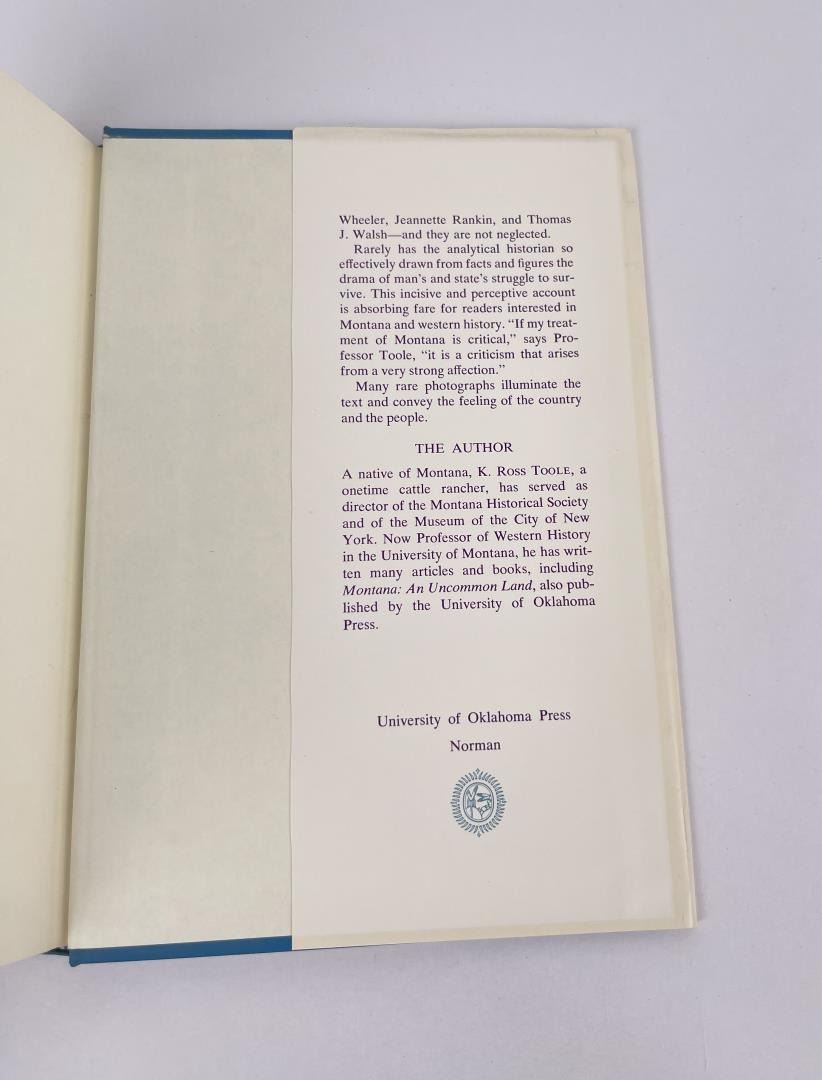 Wheeler, Jeannette Rankin, and Thomas
J. Walsh—and they are not neglected.
Rarely has the analytical historian so
effectively drawn from facts and figures the
drama of man's and state's struggle to sur-
vive. This incisive and perceptive account
is absorbing fare for readers interested in
Montana and western history. “If my treat-
ment of Montana is critical,” says Pro-
fessor Toole, “it is a criticism that arises
from a very strong affection.”
Many rare photographs illuminate the
text and convey the feeling of the country
and the people.
THE AUTHOR
A native of Montana, K. ROSS TOOLE, a
onetime cattle rancher, has served as
director of the Montana Historical Society
and of the Museum of the City of New
York. Now Professor of Western History
in the University of Montana, he has writ-
ten many articles and books, including
Montana: An Uncommon Land, also pub-
lished by the University of Oklahoma
Press.
University of Oklahoma Press
Norman